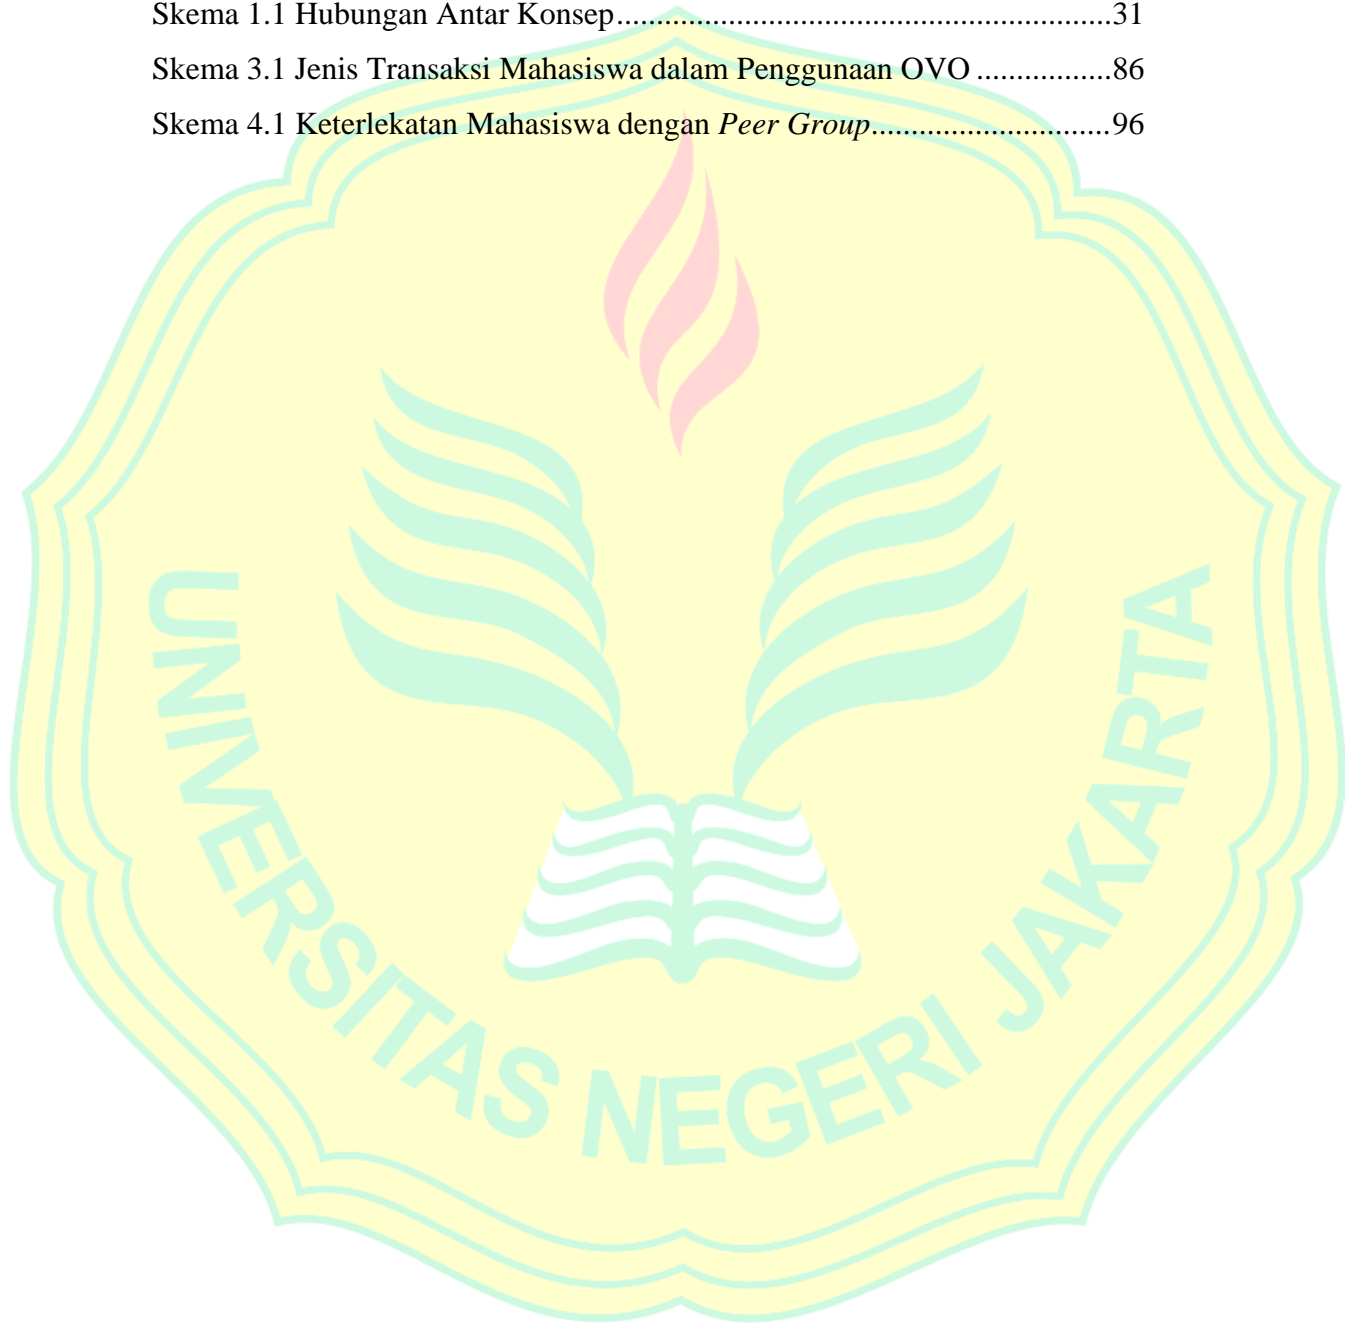 Skema 1.1 Hubungan Antar Konsep.............................................................31
Skema 3.1 Jenis Transaksi Mahasiswa dalam Penggunaan OVO .................86
Skema 4.1 Keterlekatan Mahasiswa dengan Peer Group..............................96
UNIVERSITAS NEGERI JAKARTA